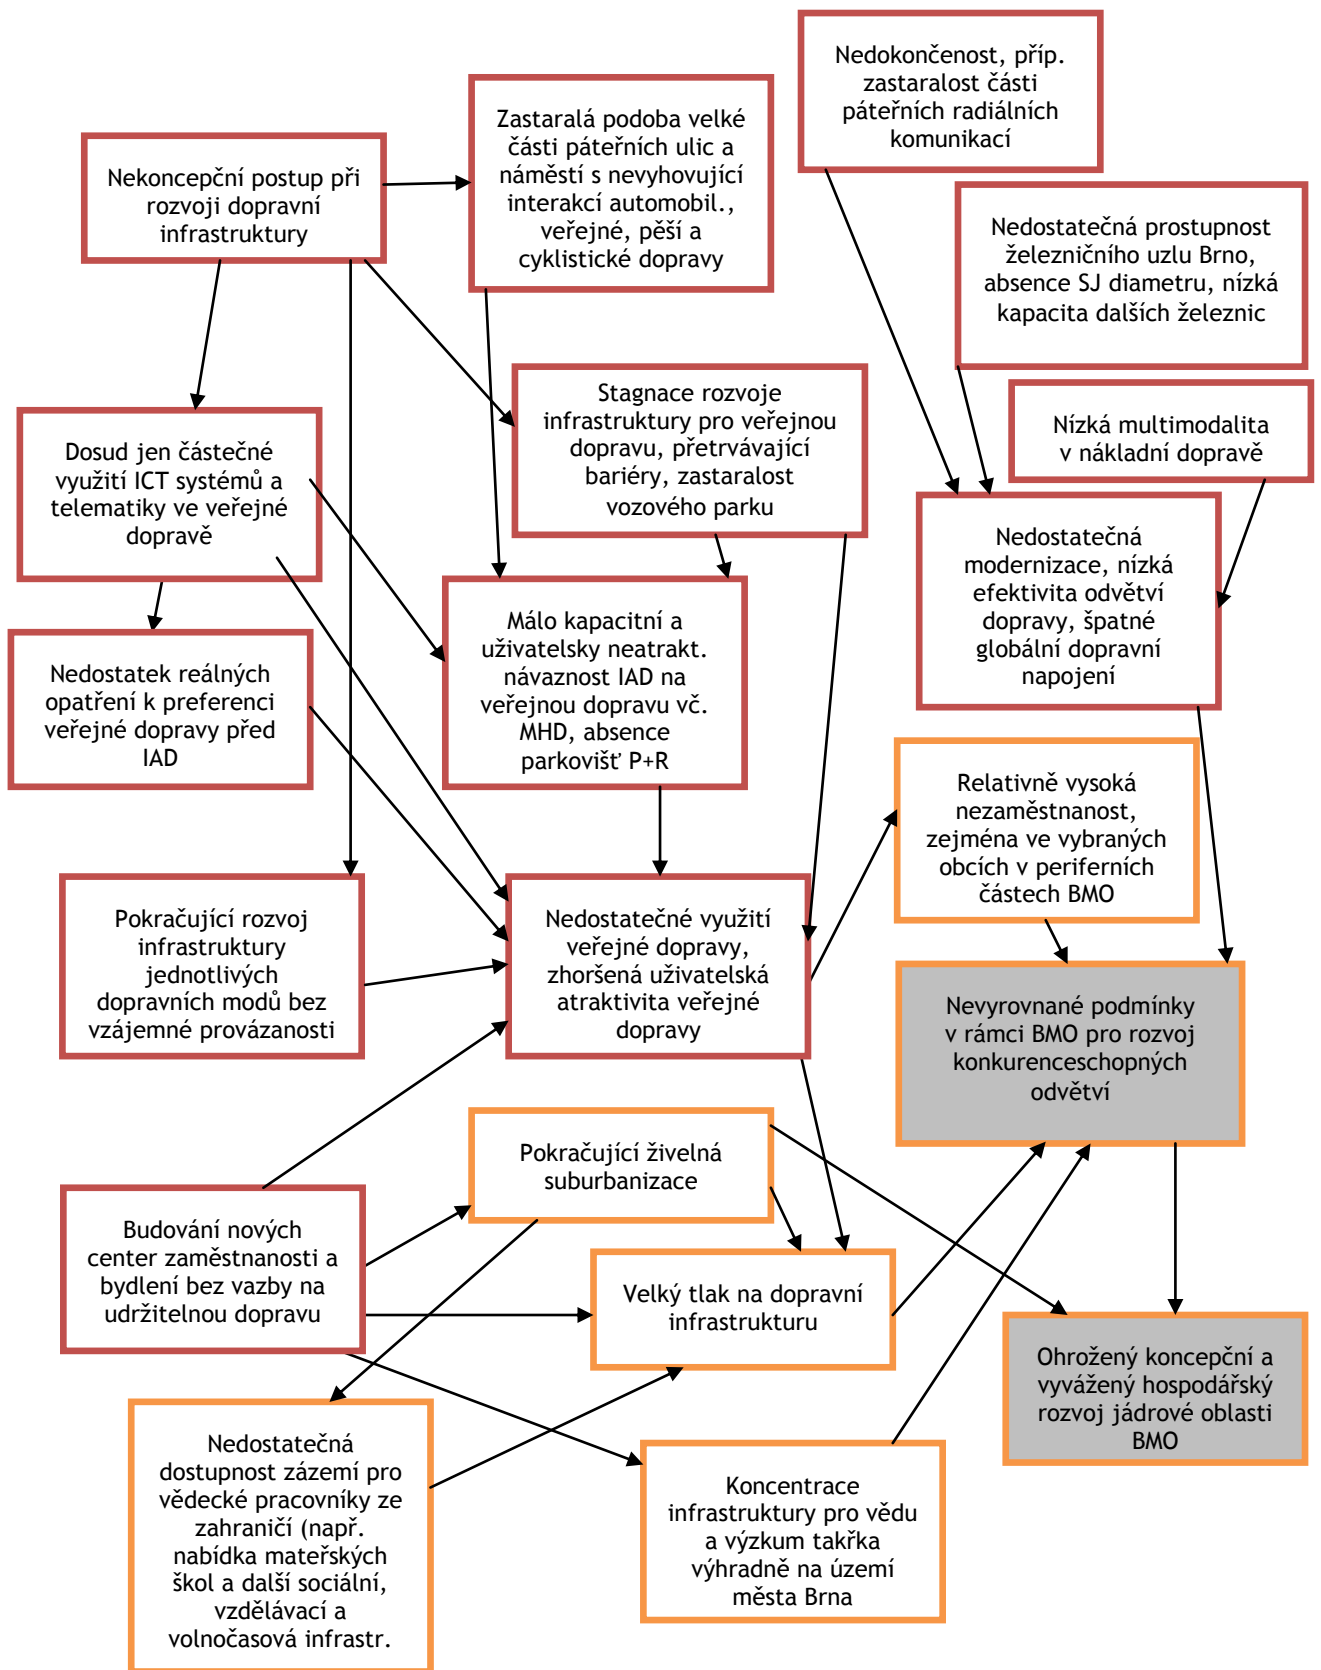 Nedokončenost, příp.
zastaralost části
páteřních radiálních
komunikací
Zastaralá podoba velké
části páteřních ulic a
náměstí s nevyhovující
interakcí automobil.,
veřejné, pěší a
cyklistické dopravy
Nekoncepční postup při
rozvoji dopravní
infrastruktury
Nedostatečná prostupnost
železničního uzlu Brno,
absence SJ diametru, nízká
kapacita dalších železnic
Stagnace rozvoje
infrastruktury pro veřejnou
dopravu, přetrvávající
bariéry, zastaralost
vozového parku
Nízká multimodalita
v nákladní dopravě
Dosud jen částečné
využití ICT systémů a
telematiky ve veřejné
dopravě
Nedostatečná
modernizace, nízká
efektivita odvětví
dopravy, špatné
globální dopravní
napojení
Málo kapacitní a
uživatelsky neatrakt.
návaznost IAD na
veřejnou dopravu vč.
MHD, absence
parkovišť P+R
Nedostatek reálných
opatření k preferenci
veřejné dopravy před
IAD
Relativně vysoká
nezaměstnanost,
zejména ve vybraných
obcích v periferních
částech BMO
Pokračující rozvoj
infrastruktury
jednotlivých
dopravních modů bez
vzájemné provázanosti
Nedostatečné využití
veřejné dopravy,
zhoršená uživatelská
atraktivita veřejné
dopravy
Nevyrovnané podmínky
v rámci BMO pro rozvoj
konkurenceschopných
odvětví
Pokračující živelná
suburbanizace
Budování nových
center zaměstnanosti a
bydlení bez vazby na
udržitelnou dopravu
Velký tlak na dopravní
infrastrukturu
Ohrožený koncepční a
vyvážený hospodářský
rozvoj jádrové oblasti
BMO
Nedostatečná
dostupnost zázemí pro
vědecké pracovníky ze
zahraničí (např.
nabídka mateřských
škol a další sociální,
vzdělávací a
volnočasová infrastr.
Koncentrace
infrastruktury pro vědu
a výzkum takřka
výhradně na území
města Brna